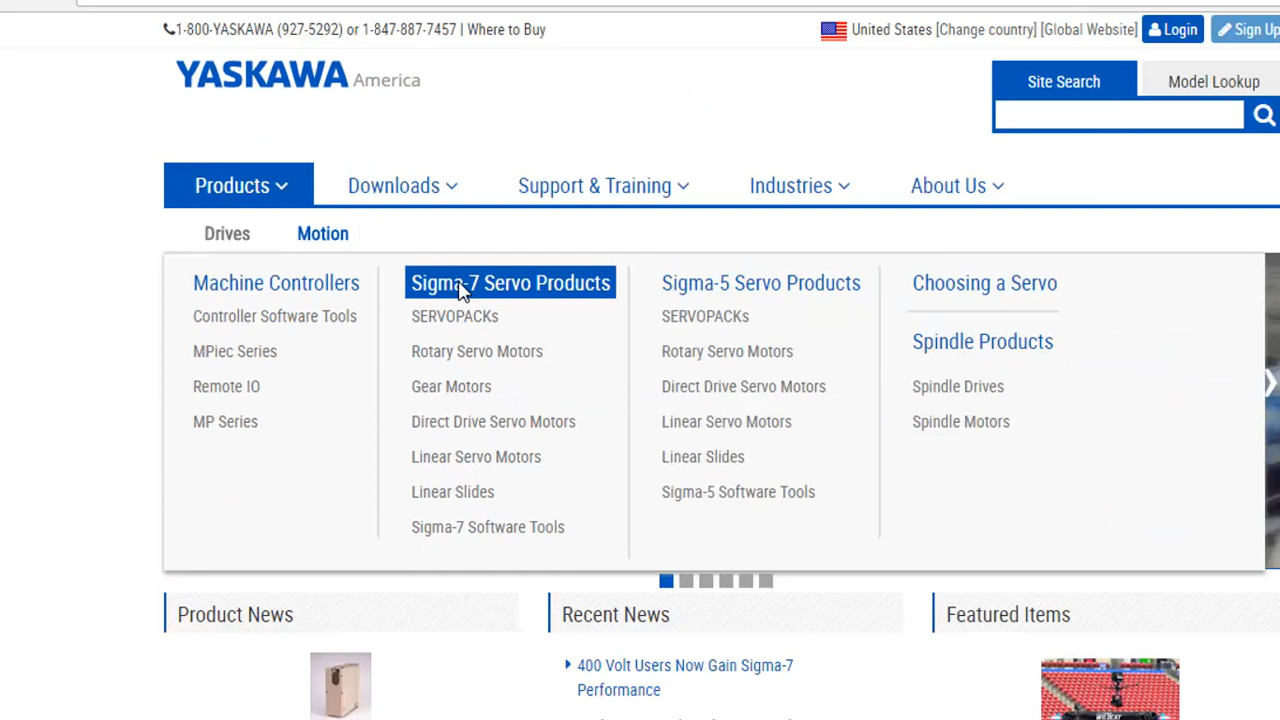 1-800-YASKAWA (927-5292) or 1-847-887-7457 | Where to Buy
United States [Change country] [Global Website]
Login
Sign Up
YASKAWA America
Site Search
Model Lookup
Products
Downloads
Support & Training
Industries
About Us
Drives
Motion
Machine Controllers
Controller Software Tools
MPiec Series
Remote IO
MP Series
Sigma-7 Servo Products
SERVOPACKs
Rotary Servo Motors
Gear Motors
Direct Drive Servo Motors
Linear Servo Motors
Linear Slides
Sigma-7 Software Tools
Sigma-5 Servo Products
SERVOPACKs
Rotary Servo Motors
Direct Drive Servo Motors
Linear Servo Motors
Linear Slides
Sigma-5 Software Tools
Choosing a Servo
Spindle Products
Spindle Drives
Spindle Motors
Product News
Recent News
400 Volt Users Now Gain Sigma-7
Performance
Featured Items